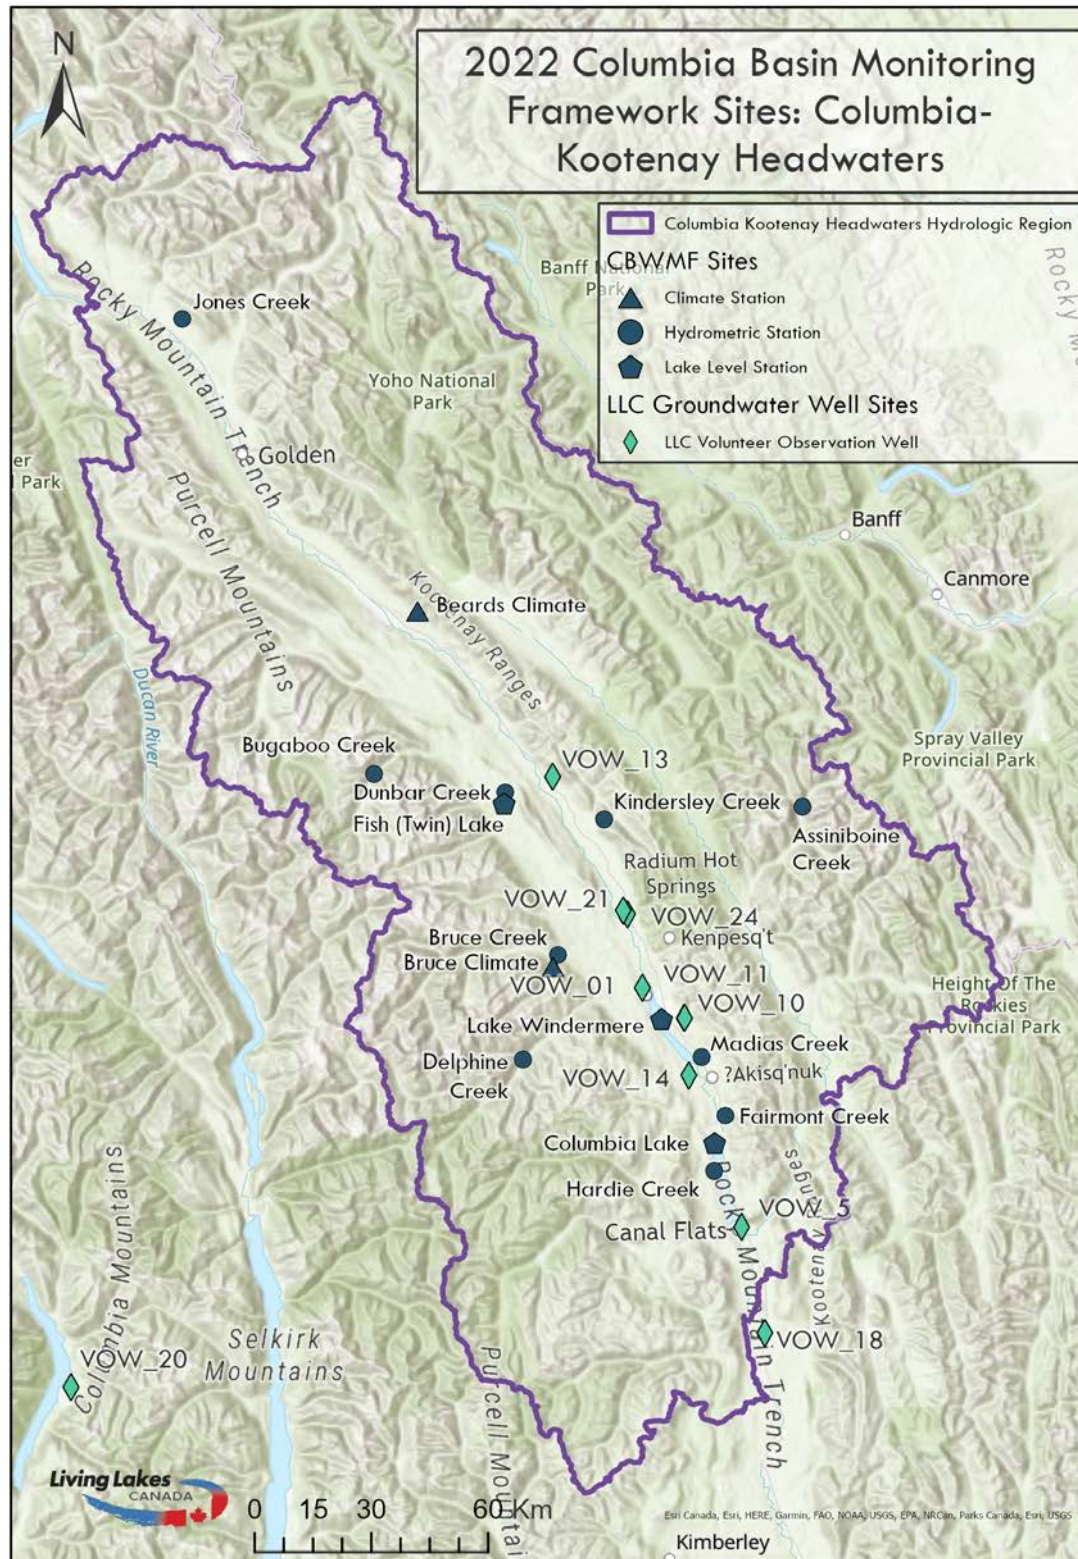 N
2022 Columbia Basin Monitoring
Framework Sites: Columbia-
Kootenay Headwaters
Columbia Kootenay Headwaters Hydrologic Region
CBWMF Sites
Climate Station
Hydrometric Station
Lake Level Station
LLC Groundwater Well Sites
LLC Volunteer Observation Well
Banff National
Park
Rocky M
Jones Creek
Rocky Mountain Trench
Yoho National
Park
Golden
er
l Park
Purcell Mountains
Banff
Canmore
Kootenay Ranges
Beards Climate
Ducan River
Spray Valley
Provincial Park
Bugaboo Creek
VOW_13
Dunbar Creek
Fish (Twin) Lake
Kindersley Creek
Assiniboine
Creek
Radium Hot
Springs
VOW_21
VOW_24
Kenpesq't
Bruce Creek
Bruce Climate
VOW_01
VOW_11
VOW_10
Height Of The
Rockies
Provincial Park
Lake Windermere
Madias Creek
Delphine
Creek
VOW_14
?Akisq'nuk
Fairmont Creek
Columbia Lake
Hardie Creek
Rocky Mountain Trench
Kootenay Ranges
VOW_5
Canal Flats
VOW_18
Columbia Mountains
VOW_20
Selkirk
Mountains
Purcell Mountai
Living Lakes
CANADA
0 15 30 60 Km
Esri Canada, Esri, HERE, Garmin, FAO, NOAA, USGS, EPA, NRCan, Parks Canada, Esri, USGS
Kimberley